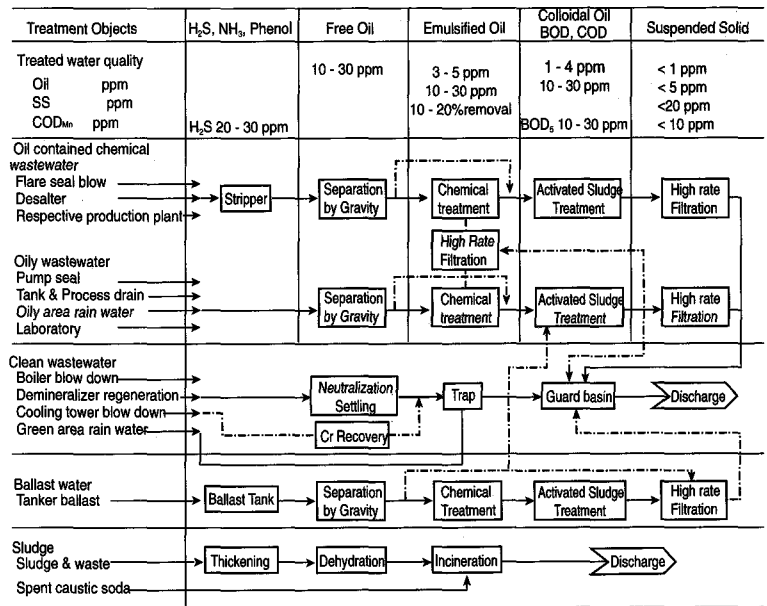 Treatment Objects
H₂S, NH₃, Phenol
Free Oil
Emulsified Oil
Colloidal Oil
BOD, COD
Suspended Solid
Treated water quality
Oil ppm
SS ppm
CODMn ppm
H₂S 20 - 30 ppm
10 - 30 ppm
3 - 5 ppm
10 - 30 ppm
10 - 20%removal
1 - 4 ppm
10 - 30 ppm
BOD₅ 10 - 30 ppm
< 1 ppm
< 5 ppm
<20 ppm
< 10 ppm
Oil contained chemical
wastewater
Flare seal blow
Desalter
Respective production plant
Stripper
Separation
by Gravity
Chemical
treatment
Activated Sludge
Treatment
High rate
Filtration
High Rate
Filtration
Oily wastewater
Pump seal
Tank & Process drain
Oily area rain water
Laboratory
Separation
by Gravity
Chemical
treatment
Activated Sludge
Treatment
High rate
Filtration
Clean wastewater
Boiler blow down
Demineralizer regeneration
Cooling tower blow down
Green area rain water
Neutralization
Settling
Cr Recovery
Trap
Guard basin
Discharge
Ballast water
Tanker ballast
Ballast Tank
Separation
by Gravity
Chemical
Treatment
Activated Sludge
Treatment
High rate
Filtration
Sludge
Sludge & waste
Spent caustic soda
Thickening
Dehydration
Incineration
Discharge